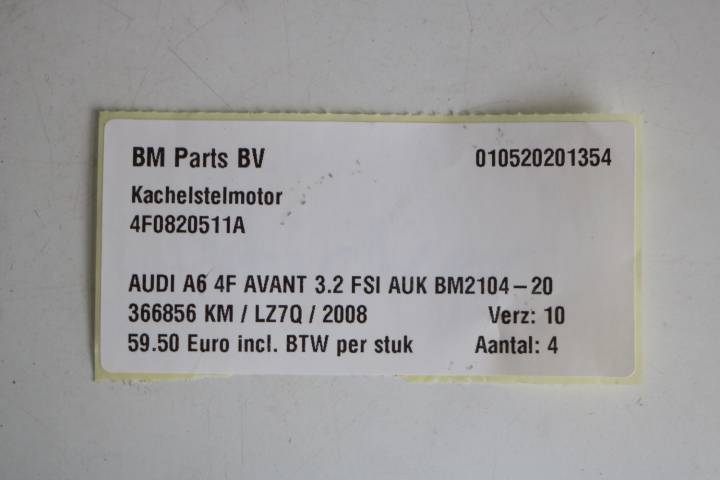 BM Parts BV 010520201354
Kachelstelmotor
4F0820511A
AUDI A6 4F AVANT 3.2 FSI AUK BM2104-20
366856 KM / LZ7Q / 2008 Verz: 10
59.50 Euro incl. BTW per stuk Aantal: 4